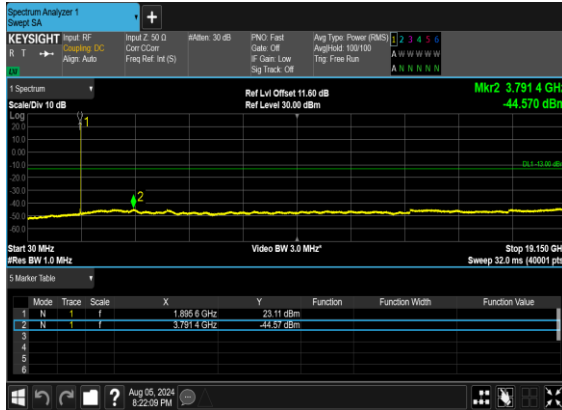 Spectrum Analyzer 1
Swept SA
+
KEYSIGHT Input: RF Input Z: 50 Ω #Atten: 30 dB PNO: Fast Avg Type: Power (RMS) 1 2 3 4 5 6
R T Coupling: DC Corr CCorr Gate: Off Avg|Hold: 100/100 A W W W W W
Align: Auto Freq Ref: Int (S) IF Gain: Low Trig: Free Run
Sig Track: Off A N N N N N
1 Spectrum Ref Lvl Offset 11.60 dB Mkr2 3.791 4 GHz
Scale/Div 10 dB Ref Level 30.00 dBm -44.570 dBm
Log
1
20.0
10.0
0.00
-10.0 DL1 -13.00 dBm
-20.0
-30.0
-40.0 2
-50.0
-60.0
Start 30 MHz Video BW 3.0 MHz* Stop 19.150 GHz
#Res BW 1.0 MHz Sweep 32.0 ms (40001 pts)
5 Marker Table
Mode Trace Scale X Y Function Function Width Function Value
1 N 1 f 1.895 6 GHz 23.11 dBm
2 N 1 f 3.791 4 GHz -44.57 dBm
3
4
5
6
? Aug 05, 2024
8:22:09 PM